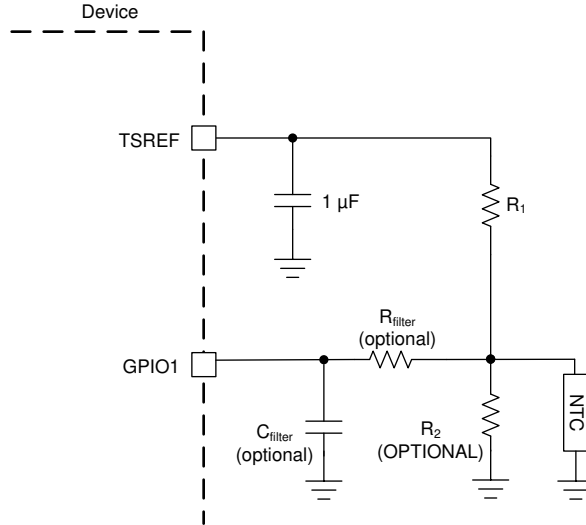 Device
TSREF
1 µF
R1
Rfilter
(optional)
GPIO1
Cfilter
(optional)
R2
(OPTIONAL)
NTC